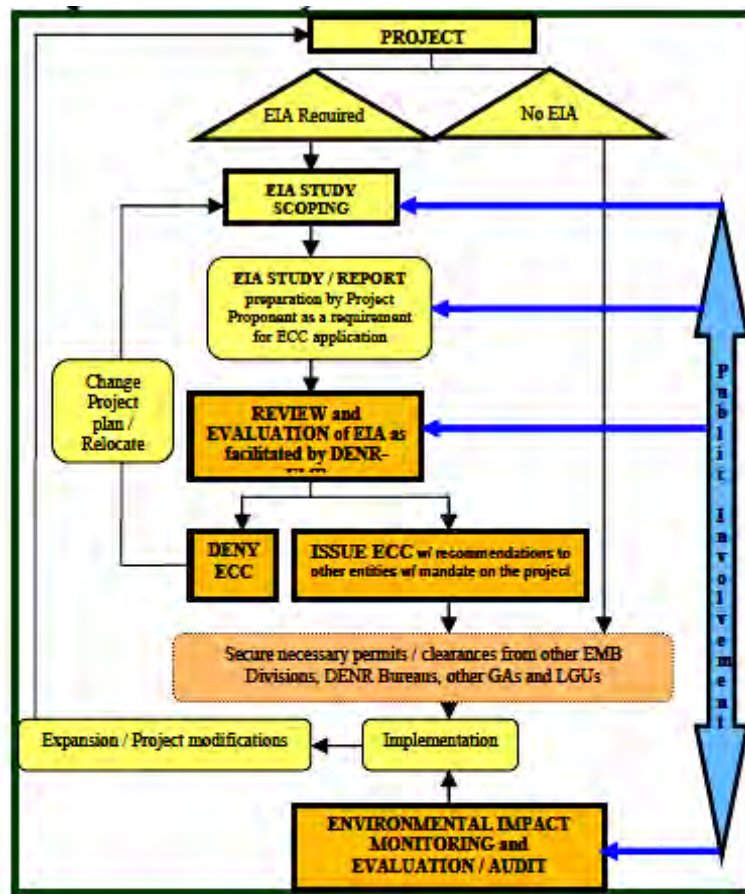 PROJECT
EIA Required
No EIA
EIA STUDY
SCOPING
EIA STUDY / REPORT
preparation by Project
Proponent as a requirement
for ECC application
Change
Project
plan /
Relocate
REVIEW and
EVALUATION of EIA as
facilitated by DENR-
DENY
ECC
ISSUE ECC w/ recommendations to
other entities w/ mandate on the project
Secure necessary permits / clearances from other EMB
Divisions, DENR Bureaus, other GAs and LGUs
Expansion / Project modifications
Implementation
ENVIRONMENTAL IMPACT
MONITORING and
EVALUATION / AUDIT
Public Involvement